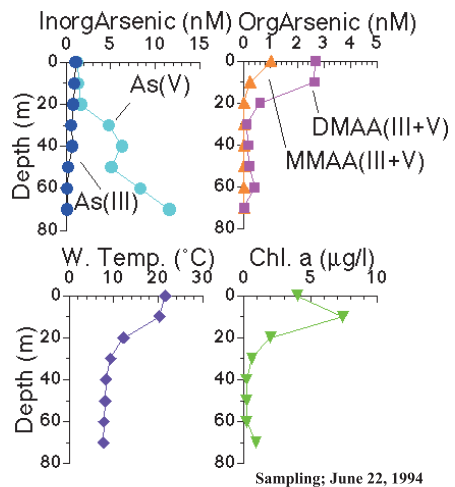 InorgArsenic (nM)
0 5 10 15
0
20
40
60
80
Depth (m)
As(V)
As(III)
OrgArsenic (nM)
0 1 2 3 4 5
DMAA(III+V)
MMAA(III+V)
W. Temp. (°C)
0 10 20 30
0
20
40
60
80
Depth (m)
Chl. a (µg/l)
0 5 10
Sampling; June 22, 1994